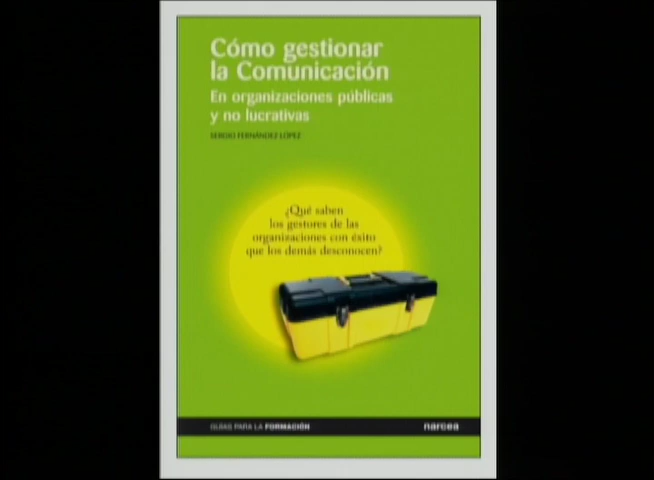 Cómo gestionar
la Comunicación
En organizaciones públicas
y no lucrativas
SERGIO FERNÁNDEZ LÓPEZ
¿Qué saben
los gestores de las
organizaciones con éxito
que los demás desconocen?
GUÍAS PARA LA FORMACIÓN
narcea